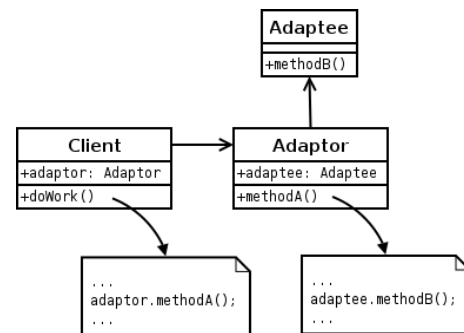 Adaptee
+methodB()
Client
+adaptor: Adaptor
+doWork()
Adaptor
+adaptee: Adaptee
+methodA()
...
adaptor.methodA();
...
...
adaptee.methodB();
...